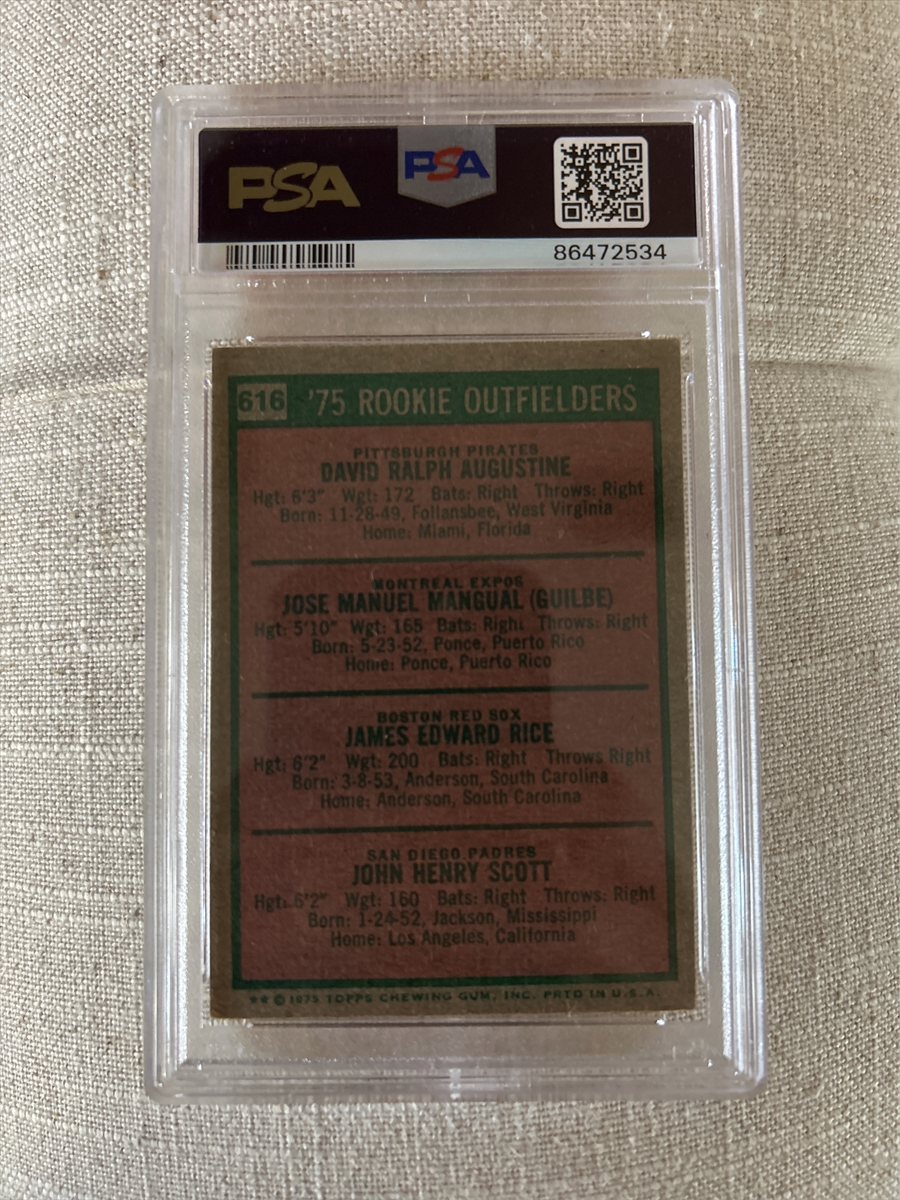 PSA PSA
86472534
616 '75 ROOKIE OUTFIELDERS
PITTSBURGH PIRATES
DAVID RALPH AUGUSTINE
Hgt: 6'3" Wgt: 172 Bats: Right Throws: Right
Born: 11-28-49, Follansbee, West Virginia
Home: Miami, Florida
MONTREAL EXPOS
JOSE MANUEL MANGUAL (GUILBE)
Hgt: 5'10" Wgt: 165 Bats: Right Throws: Right
Born: 5-23-52, Ponce, Puerto Rico
Home: Ponce, Puerto Rico
BOSTON RED SOX
JAMES EDWARD RICE
Hgt: 6'2" Wgt: 200 Bats: Right Throws Right
Born: 3-8-53, Anderson, South Carolina
Home: Anderson, South Carolina
SAN DIEGO PADRES
JOHN HENRY SCOTT
Hgt: 6'2" Wgt: 160 Bats: Right Throws: Right
Born: 1-24-52, Jackson, Mississippi
Home: Los Angeles, California
** © 1975 TOPPS CHEWING GUM, INC. PRTD IN U.S.A.